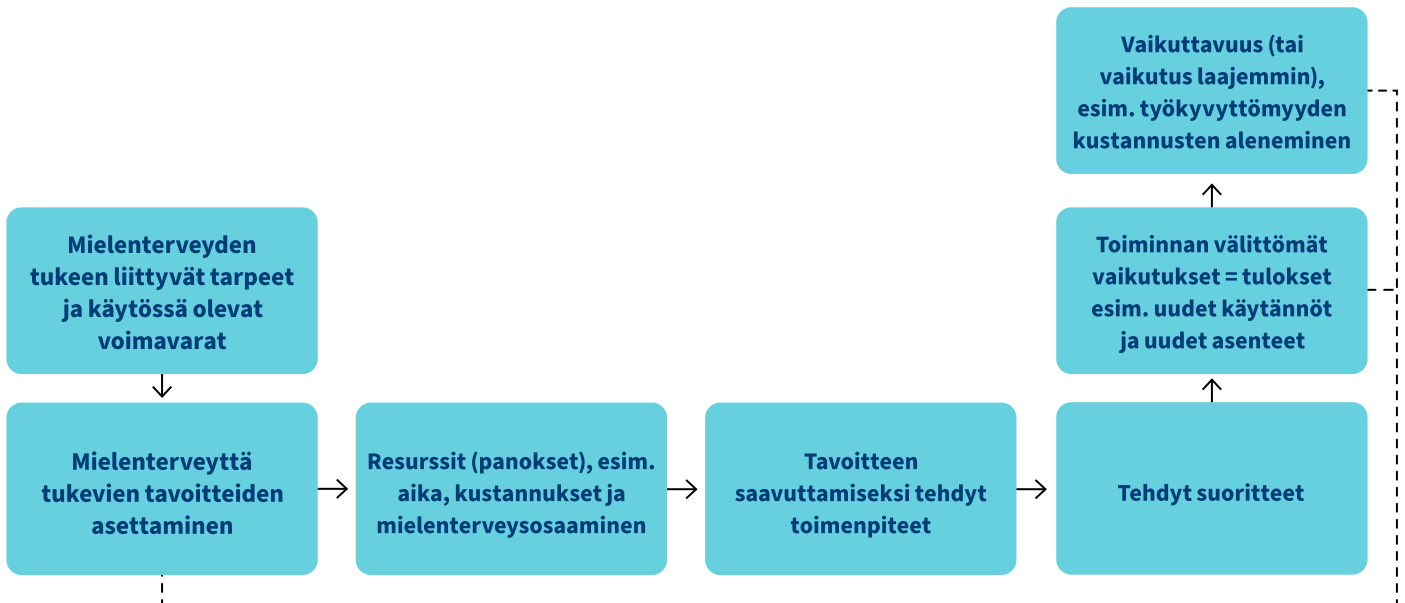 Mielenterveyden
tukeen liittyvät tarpeet
ja käytössä olevat
voimavarat
Mielenterveyttä
tukevien tavoitteiden
asettaminen
Resurssit (panokset), esim.
aika, kustannukset ja
mielenterveysosaaminen
Tavoitteen
saavuttamiseksi tehdyt
toimenpiteet
Tehdyt suoritteet
Toiminnan välittömät
vaikutukset = tulokset
esim. uudet käytännöt
ja uudet asenteet
Vaikuttavuus (tai
vaikutus laajemmin),
esim. työkyvyttömyyden
kustannusten aleneminen